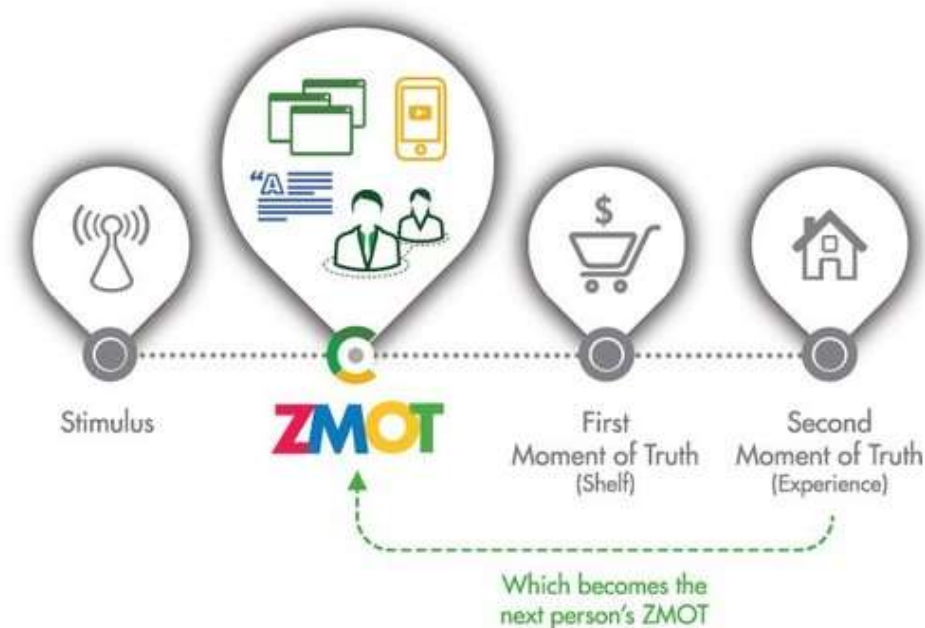 “A
$
Stimulus
ZMOT
First
Moment of Truth
(Shelf)
Second
Moment of Truth
(Experience)
Which becomes the
next person's ZMOT